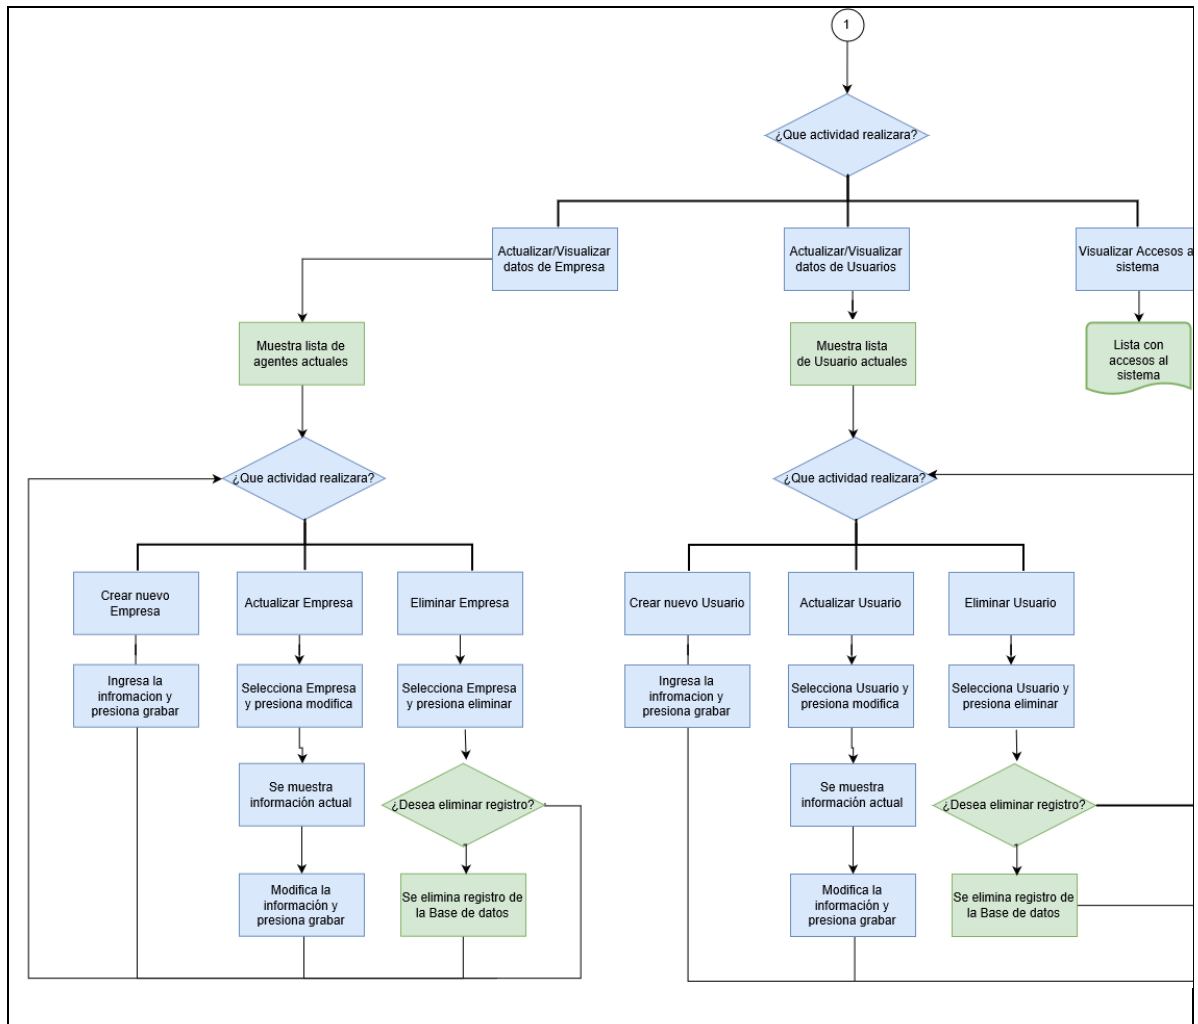 1
¿Que actividad realizara?
Actualizar/Visualizar
datos de Empresa
Actualizar/Visualizar
datos de Usuarios
Visualizar Accesos a
sistema
Muestra lista de
agentes actuales
Muestra lista
de Usuario actuales
Lista con
accesos al
sistema
¿Que actividad realizara?
¿Que actividad realizara?
Crear nuevo
Empresa
Actualizar Empresa
Eliminar Empresa
Crear nuevo Usuario
Actualizar Usuario
Eliminar Usuario
Ingresa la
infromacion y
presiona grabar
Selecciona Empresa
y presiona modifica
Selecciona Empresa
y presiona eliminar
Ingresa la
infromacion y
presiona grabar
Selecciona Usuario y
presiona modifica
Selecciona Usuario y
presiona eliminar
Se muestra
información actual
¿Desea eliminar registro?
Se muestra
información actual
¿Desea eliminar registro?
Modifica la
información y
presiona grabar
Se elimina registro de
la Base de datos
Modifica la
información y
presiona grabar
Se elimina registro de
la Base de datos